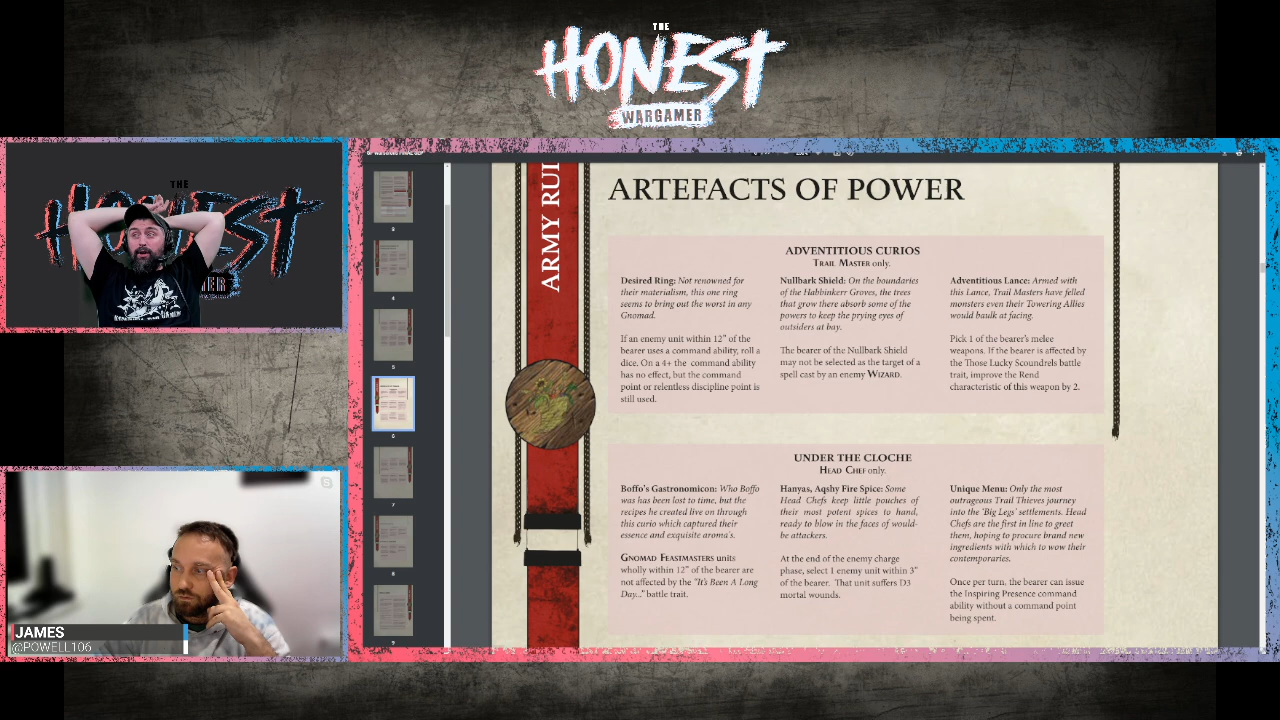 THE
HONEST
WARGAMER
THE
ARMY RUL
ARTEFACTS OF POWER
ADVENTITIOUS CURIOS
TRAIL MASTER only.
Desired Ring: Not renowned for
their materialism, this one ring
seems to bring out the worst in any
Gnomad.
If an enemy unit within 12" of the
bearer uses a command ability, roll a
dice. On a 4+ the command ability
has no effect, but the command
point or relentless discipline point is
still used.
Nullbark Shield: On the boundaries
of the Habbinkerr Groves, the trees
that grow there absorb some of the
powers to keep the prying eyes of
outsiders at bay.
The bearer of the Nullbark Shield
may not be selected as the target of a
spell cast by an enemy WIZARD.
Adventitious Lance: Armed with
this Lance, Trail Masters have felled
monsters even their Towering Allies
would baulk at facing.
Pick 1 of the bearer's melee
weapons. If the bearer is affected by
the Those Lucky Scoundrels battle
trait, improve the Rend
characteristic of this weapon by 2.
UNDER THE CLOCHE
HEAD CHEF only.
Boffo's Gastronomicon: Who Boffo
was has been lost to time, but the
recipes he created live on through
this curio which captured their
essence and exquisite aroma's.
GNOMAD FEASTMASTERS units
wholly within 12" of the bearer are
not affected by the "It's Been A Long
Day..." battle trait.
Hanyas, Aqshy Fire Spice: Some
Head Chefs keep little pouches of
their most potent spices to hand,
ready to blow in the faces of would-
be attackers.
At the end of the enemy charge
phase, select 1 enemy unit within 3"
of the bearer. That unit suffers D3
mortal wounds.
Unique Menu: Only the most
outrageous Trail Thieves journey
into the 'Big Legs' settlements. Head
Chefs are the first in line to greet
them, hoping to procure brand new
ingredients with which to wow their
contemporaries.
Once per turn, the bearer can issue
the Inspiring Presence command
ability without a command point
being spent.
4
5
6
7
8
9
JAMES
@POWELL106